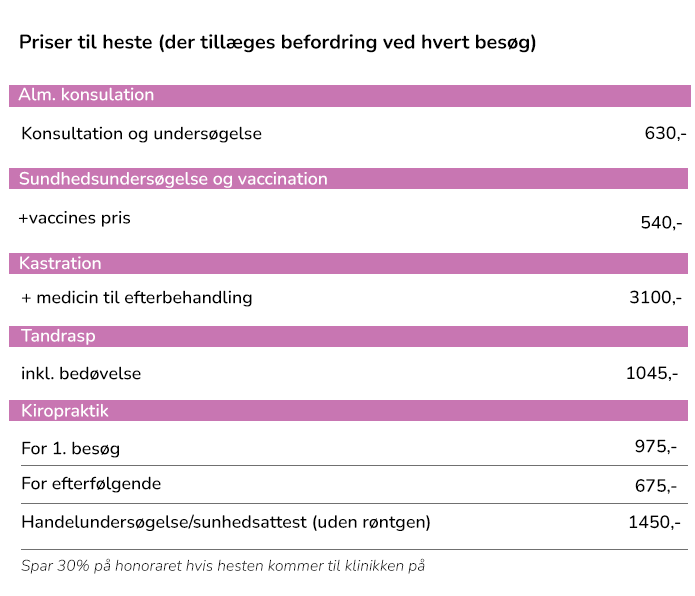 Priser til heste (der tillæges befordring ved hvert besøg)
Alm. konsulation
Konsultation og undersøgelse 630,-
Sundhedsundersøgelse og vaccination
+vaccines pris 540,-
Kastration
+ medicin til efterbehandling 3100,-
Tandrasp
inkl. bedøvelse 1045,-
Kiropraktik
For 1. besøg 975,-
For efterfølgende 675,-
Handelundersøgelse/sunhedsattest (uden røntgen) 1450,-
Spar 30% på honoraret hvis hesten kommer til klinikken på